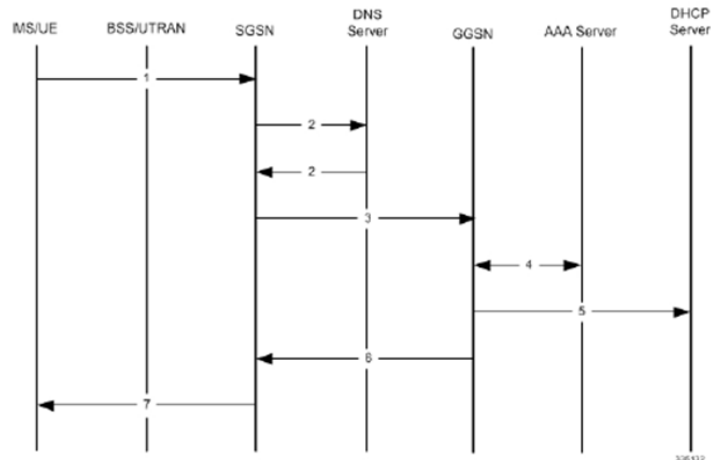 IMS/UE
BSS/UTRAN
SGSN
DNS
Server
GGSN
AAA Server
DHCP
Server
1
2
2
3
4
5
6
7